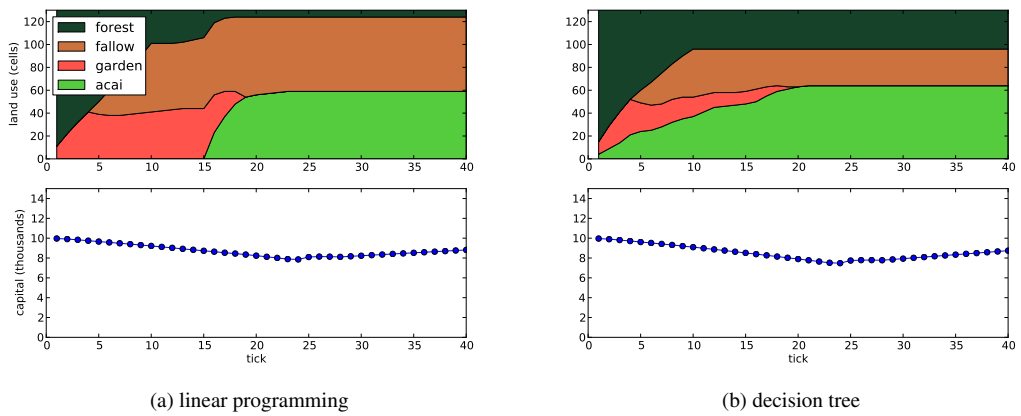 land use (cells)
120
100
80
60
40
20
0
forest
fallow
garden
acai
0 5 10 15 20 25 30 35 40
120
100
80
60
40
20
0
0 5 10 15 20 25 30 35 40
capital (thousands)
14
12
10
8
6
4
2
0
0 5 10 15 20 25 30 35 40
tick
14
12
10
8
6
4
2
0
0 5 10 15 20 25 30 35 40
tick
(a) linear programming
(b) decision tree